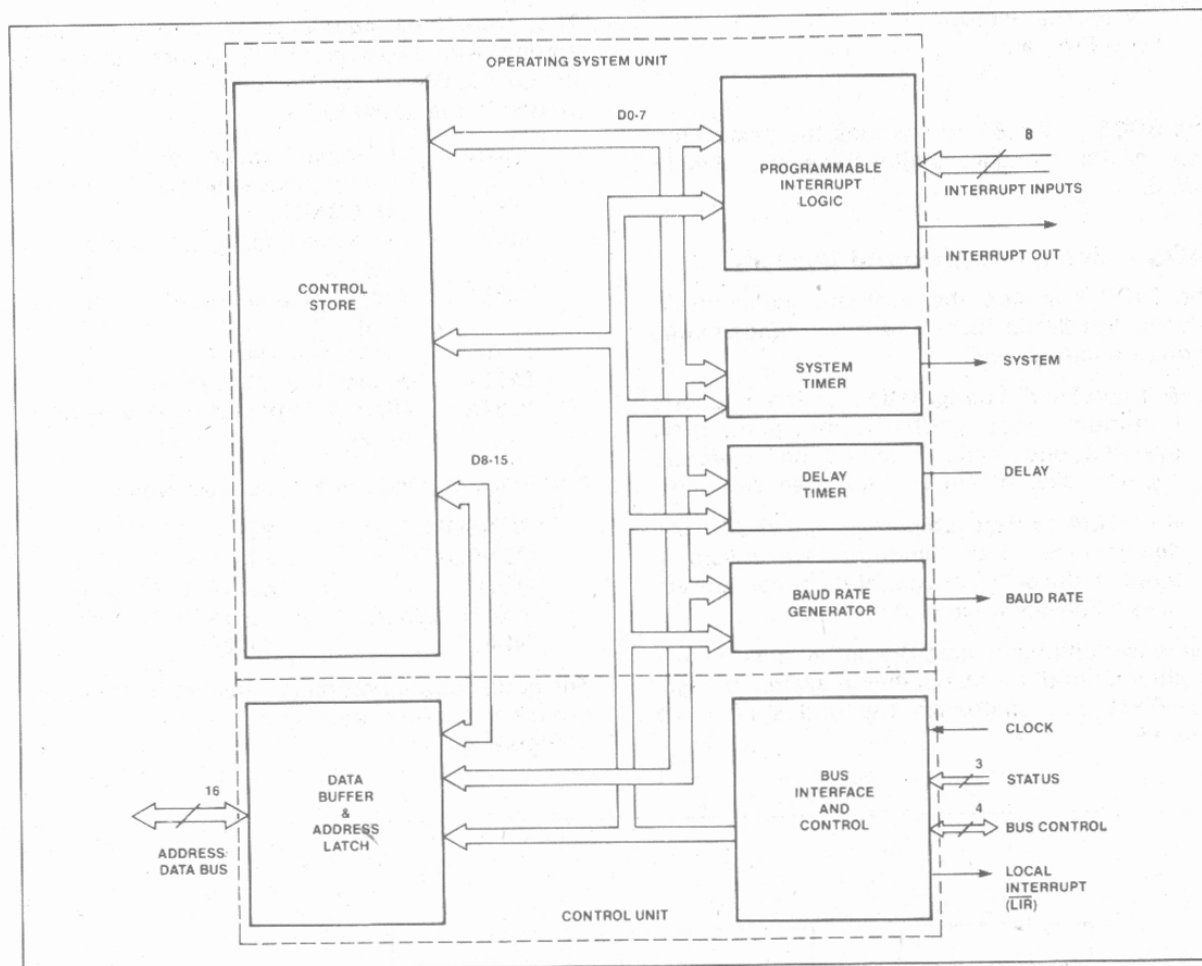 OPERATING SYSTEM UNIT
CONTROL
STORE
D0-7
PROGRAMMABLE
INTERRUPT
LOGIC
8
INTERRUPT INPUTS
INTERRUPT OUT
SYSTEM
TIMER
SYSTEM
D8-15
DELAY
TIMER
DELAY
BAUD RATE
GENERATOR
BAUD RATE
16
ADDRESS
DATA BUS
DATA
BUFFER
&
ADDRESS
LATCH
BUS
INTERFACE
AND
CONTROL
CLOCK
3
STATUS
4
BUS CONTROL
LOCAL
INTERRUPT
(LIR)
CONTROL UNIT